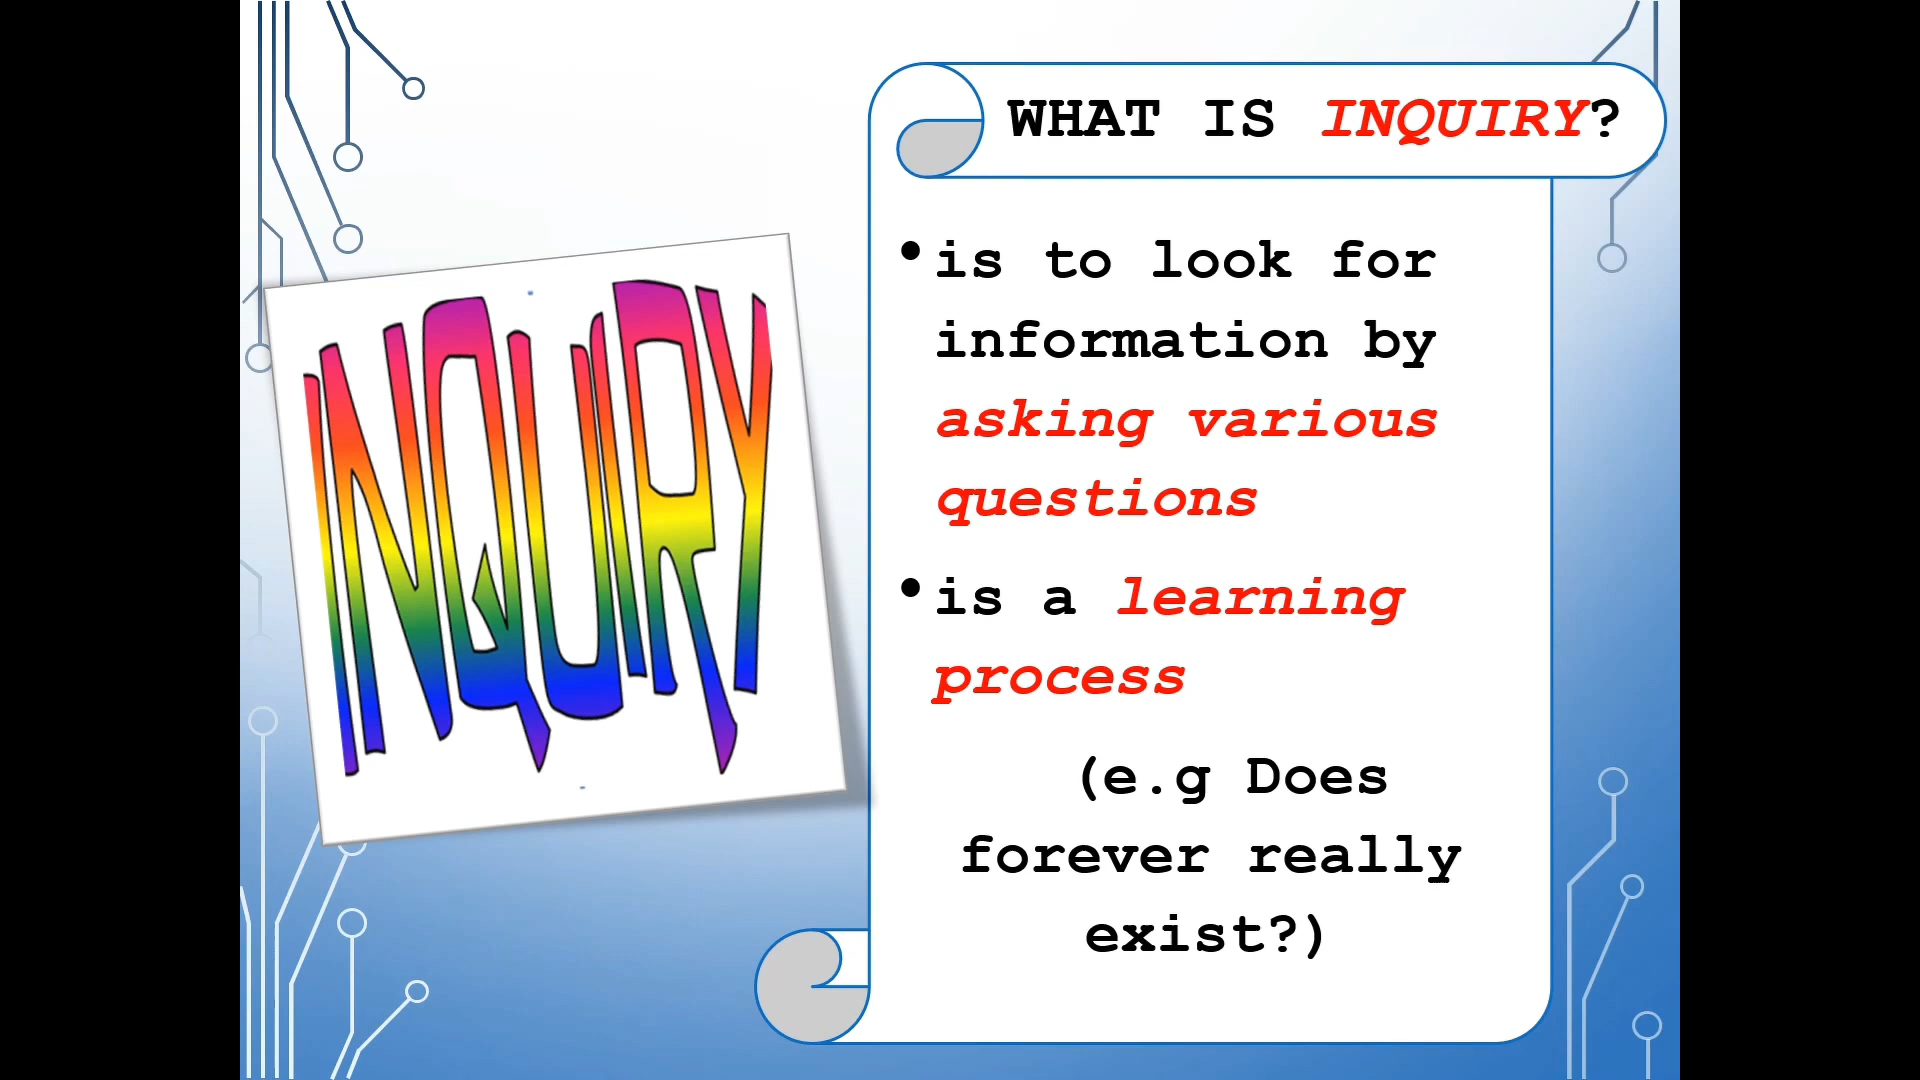 INQUIRY
WHAT IS INQUIRY?
•is to look for
information by
asking various
questions
•is a learning
process
(e.g Does
forever really
exist?)